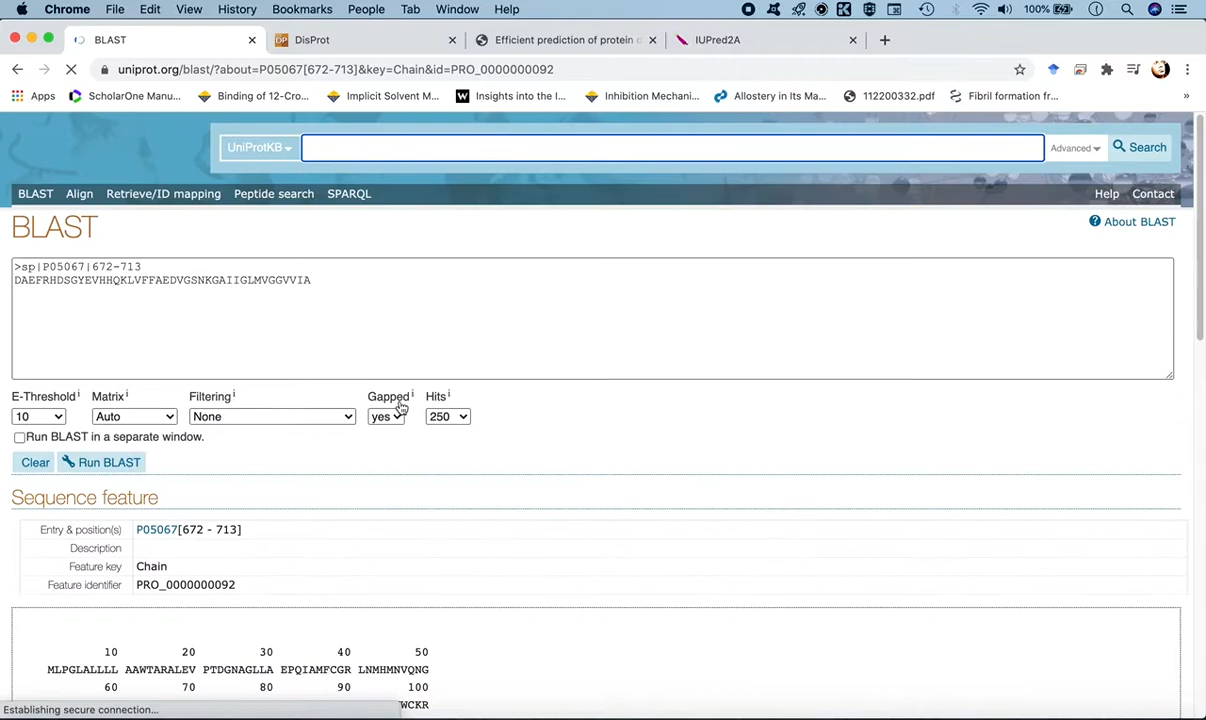 Chrome File Edit View History Bookmarks People Tab Window Help 100%
BLAST DisProt Efficient prediction of protein IUPred2A
uniprot.org/blast/?about=P05067[672-713]&key=Chain&id=PRO_0000000092
Apps ScholarOne Manu... Binding of 12-Cro... Implicit Solvent M... Insights into the I... Inhibition Mechani... Allostery in Its Ma... 112200332.pdf Fibril formation fr... »
UniProtKB Advanced Search
BLAST Align Retrieve/ID mapping Peptide search SPARQL Help Contact
BLAST
About BLAST
>sp|P05067|672-713
DAEFRHDSGYEVHHQKLVFFAEDVGSNKGAIIGLMVGGVVIA
E-Threshold i Matrix i Filtering i Gapped i Hits i
10 Auto None yes 250
Run BLAST in a separate window.
Clear Run BLAST
Sequence feature
Entry & position(s) P05067[672 - 713]
Description
Feature key Chain
Feature identifier PRO_0000000092
10 20 30 40 50
MLPGLALLLL AAWTARALEV PTDGNAGLLA EPQIAMFCGR LNMHMNVQNG
60 70 80 90 100
WCKR
Establishing secure connection...